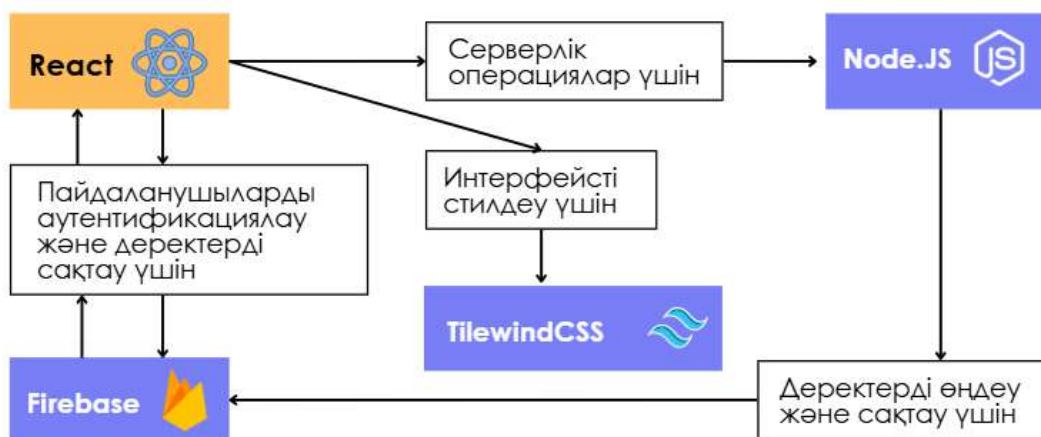 React
Серверлік
операциялар үшін
Node.JS
JS
Пайдаланушыларды
аутентификациялау
және деректерді
сақтау үшін
Интерфейсті
стилдеу үшін
TilewindCSS
Firebase
Деректерді өңдеу
және сақтау үшін